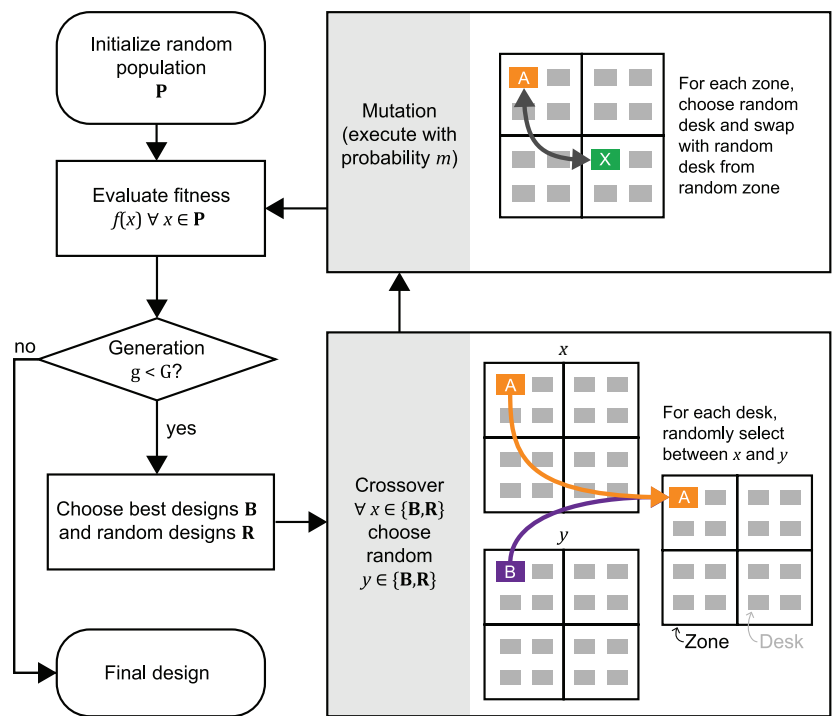 Initialize random
population
P
Evaluate fitness
f(x) ∀ x ∈ P
Generation
g < G?
no
yes
Choose best designs B
and random designs R
Final design
Crossover
∀ x ∈ {B,R}
choose
random
y ∈ {B,R}
x
A
y
B
For each desk,
randomly select
between x and y
A
Zone
Desk
Mutation
(execute with
probability m)
A
X
For each zone,
choose random
desk and swap
with random
desk from
random zone